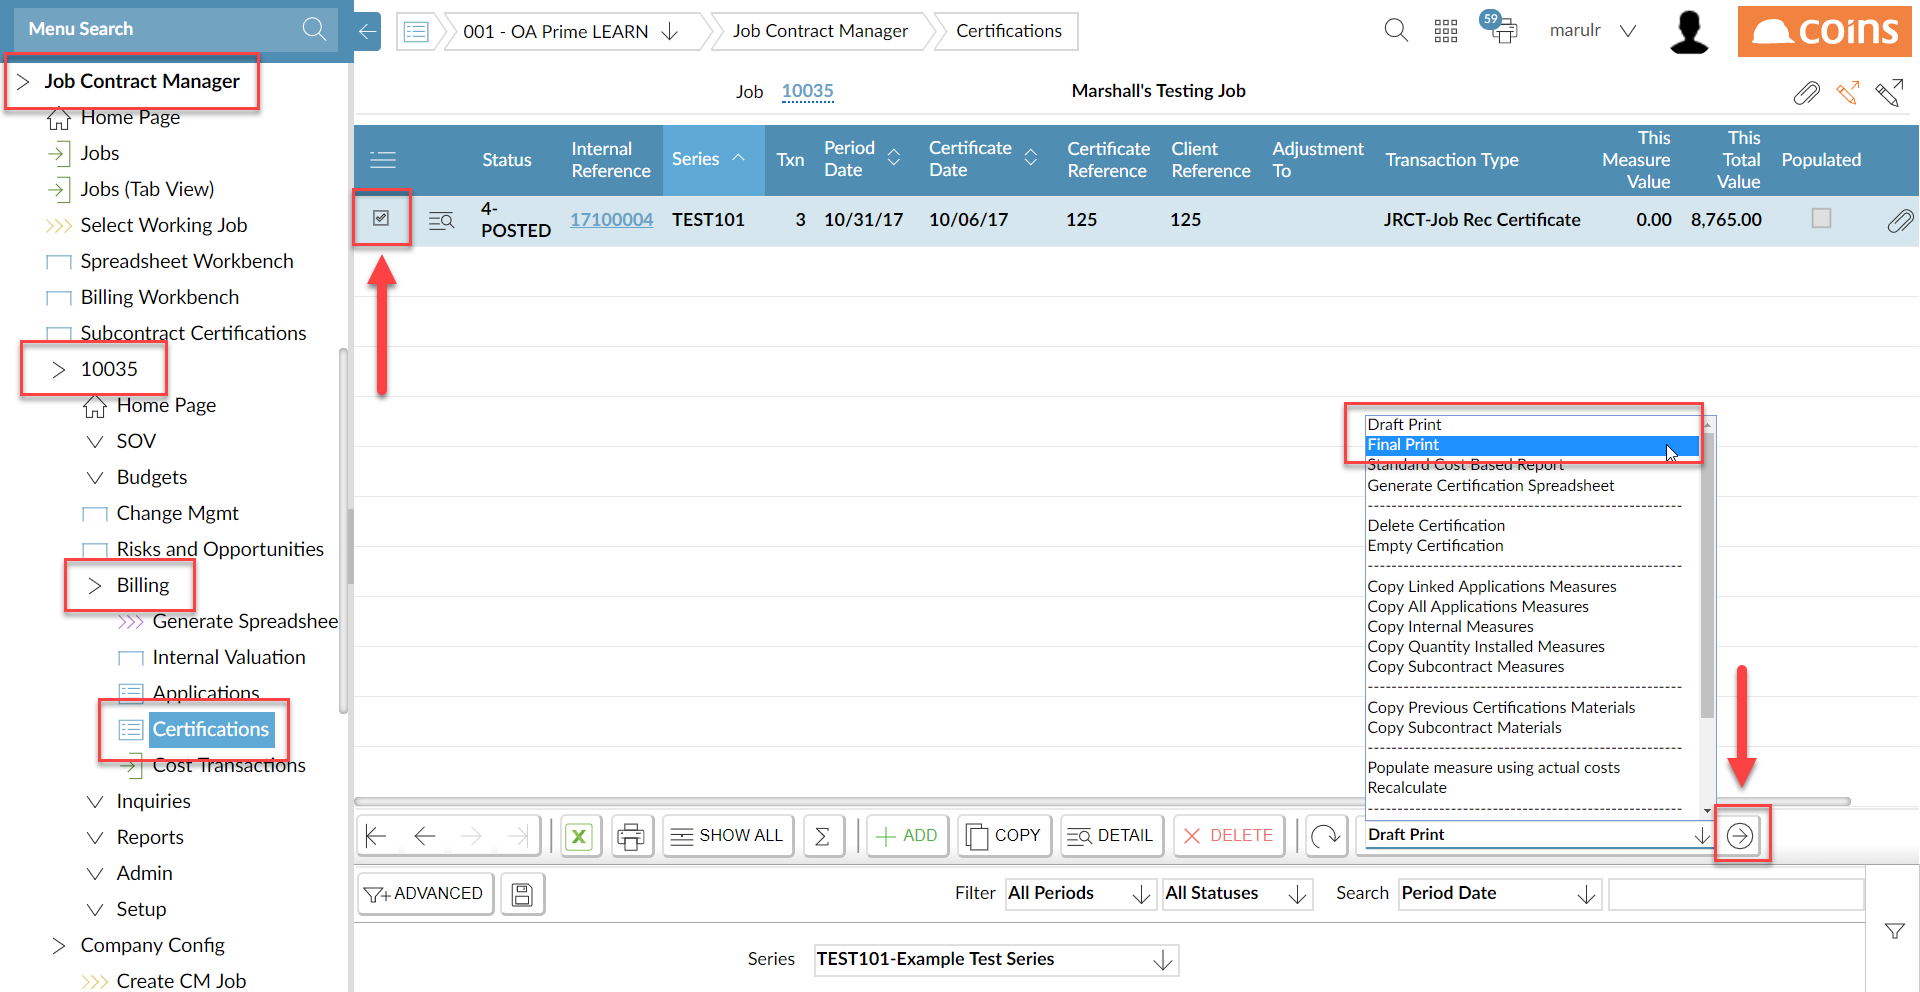 Menu Search
001 - OA Prime LEARN
Job Contract Manager
Certifications
59
marulr
coins
Job Contract Manager
Home Page
Jobs
Jobs (Tab View)
Select Working Job
Spreadsheet Workbench
Billing Workbench
Subcontract Certifications
10035
Home Page
SOV
Budgets
Change Mgmt
Risks and Opportunities
Billing
Generate Spreadshee
Internal Valuation
Applications
Certifications
Cost Transactions
Inquiries
Reports
Admin
Setup
Company Config
Create CM Job
Job 10035 Marshall's Testing Job
Status
Internal Reference
Series
Txn
Period Date
Certificate Date
Certificate Reference
Client Reference
Adjustment To
Transaction Type
This Measure Value
This Total Value
Populated
4-POSTED 17100004 TEST101 3 10/31/17 10/06/17 125 125 JRCT-Job Rec Certificate 0.00 8,765.00
Draft Print
Final Print
Standard Cost Based Report
Generate Certification Spreadsheet
Delete Certification
Empty Certification
Copy Linked Applications Measures
Copy All Applications Measures
Copy Internal Measures
Copy Quantity Installed Measures
Copy Subcontract Measures
Copy Previous Certifications Materials
Copy Subcontract Materials
Populate measure using actual costs
Recalculate
SHOW ALL Σ ADD COPY DETAIL DELETE Draft Print
ADVANCED Filter All Periods All Statuses Search Period Date
Series TEST101-Example Test Series